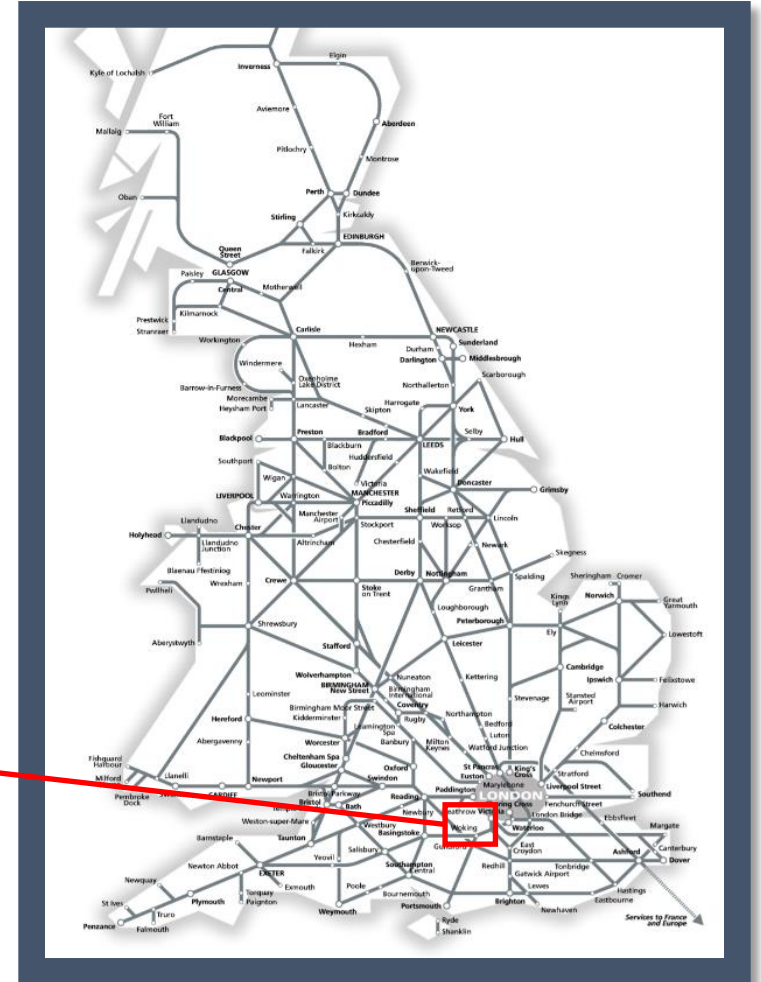 Elgin
Inverness
Kyle of Lochalsh
Aviemore
Fort
William
Mallaig
Aberdeen
Pitlochry
Montrose
Perth
Dundee
Oban
Stirling
Kirkcaldy
EDINBURGH
Falkirk
Queen
Street
GLASGOW
Central
Berwick-
upon-Tweed
Paisley
Motherwell
Prestwick
Kilmarnock
Stranraer
Carlisle
NEWCASTLE
Workington
Hexham
Sunderland
Durham
Darlington
Middlesbrough
Windermere
Scarborough
Oxenholme
Lake District
Northallerton
Barrow-in-Furness
Morecambe
Heysham Port
Lancaster
Harrogate
Skipton
York
Blackpool
Preston
Bradford
LEEDS
Selby
Hull
Blackburn
Huddersfield
Southport
Bolton
Wakefield
Wigan
Victoria
MANCHESTER
Piccadilly
Doncaster
Grimsby
LIVERPOOL
Warrington
Manchester
Airport
Stockport
Sheffield
Retford
Worksop
Lincoln
Llandudno
Chester
Holyhead
Llandudno
Junction
Altrincham
Chesterfield
Newark
Skegness
Blaenau Ffestiniog
Pwllheli
Wrexham
Crewe
Stoke
on Trent
Derby
Nottingham
Grantham
Spalding
Sheringham
Cromer
Kings
Lynn
Norwich
Great
Yarmouth
Loughborough
Peterborough
Ely
Lowestoft
Aberystwyth
Shrewsbury
Stafford
Leicester
Wolverhampton
BIRMINGHAM
New Street
Nuneaton
Birmingham
International
Kettering
Cambridge
Ipswich
Felixstowe
Leominster
Birmingham Moor Street
Coventry
Rugby
Stevenage
Stansted
Airport
Harwich
Kidderminster
Hereford
Leamington
Spa
Northampton
Bedford
Colchester
Abergavenny
Worcester
Banbury
Milton
Keynes
Luton
Watford Junction
Chelmsford
Cheltenham Spa
Gloucester
Oxford
St Pancras
Euston
King's
Cross
Stratford
Fishguard
Harbour
Milford
Llanelli
Newport
CARDIFF
Swindon
Marylebone
Paddington
LONDON
Liverpool Street
Southend
Pembroke
Dock
Bristol Parkway
Bristol
Bath
Reading
Newbury
Heathrow
Victoria
Fenchurch Street
London Bridge
Ebbsfleet
Margate
Weston-super-Mare
Barnstaple
Taunton
Westbury
Basingstoke
Woking
Waterloo
Guildford
East
Croydon
Canterbury
Newton Abbot
Yeovil
Salisbury
Southampton
Central
Redhill
Tonbridge
Ashford
Dover
Gatwick Airport
EXETER
Newquay
Exmouth
Poole
Bournemouth
Lewes
Hastings
Eastbourne
St Ives
Plymouth
Torquay
Paignton
Weymouth
Portsmouth
Brighton
Newhaven
Truro
Penzance
Falmouth
Ryde
Shanklin
Services to France
and Europe